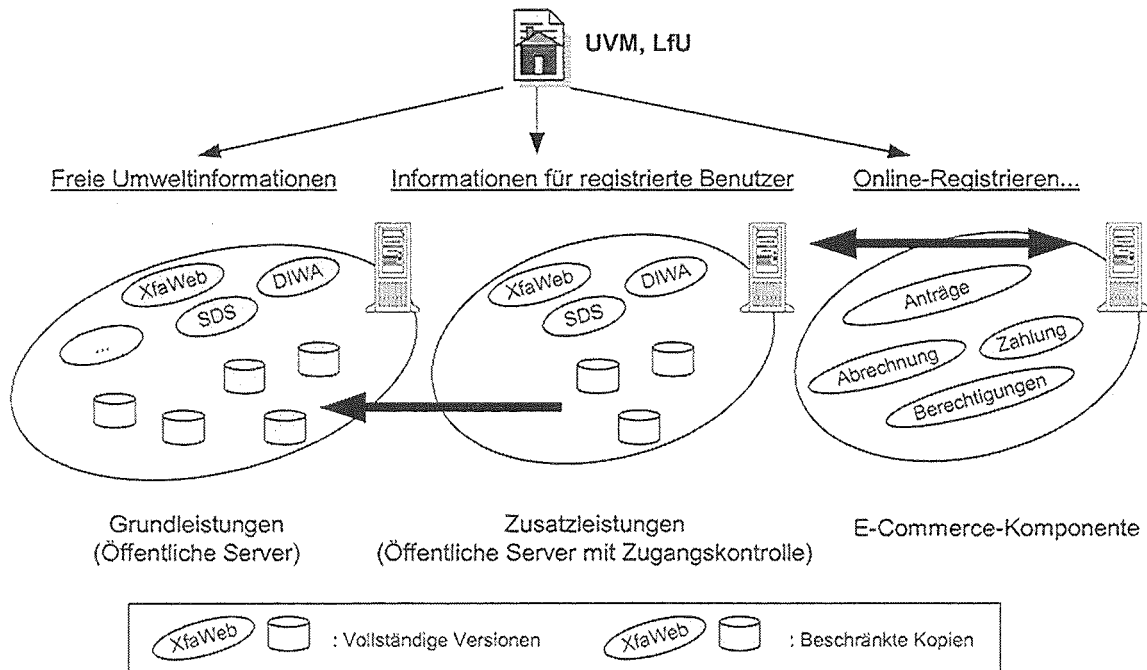 UVM, LfU
Freie Umweltinformationen
Informationen für registrierte Benutzer
Online-Registrieren...
XfaWeb
DIWA
SDS
...
XfaWeb
DIWA
SDS
Anträge
Zahlung
Abrechnung
Berechtigungen
Grundleistungen
(Öffentliche Server)
Zusatzleistungen
(Öffentliche Server mit Zugangskontrolle)
E-Commerce-Komponente
XfaWeb : Vollständige Versionen
XfaWeb : Beschränkte Kopien